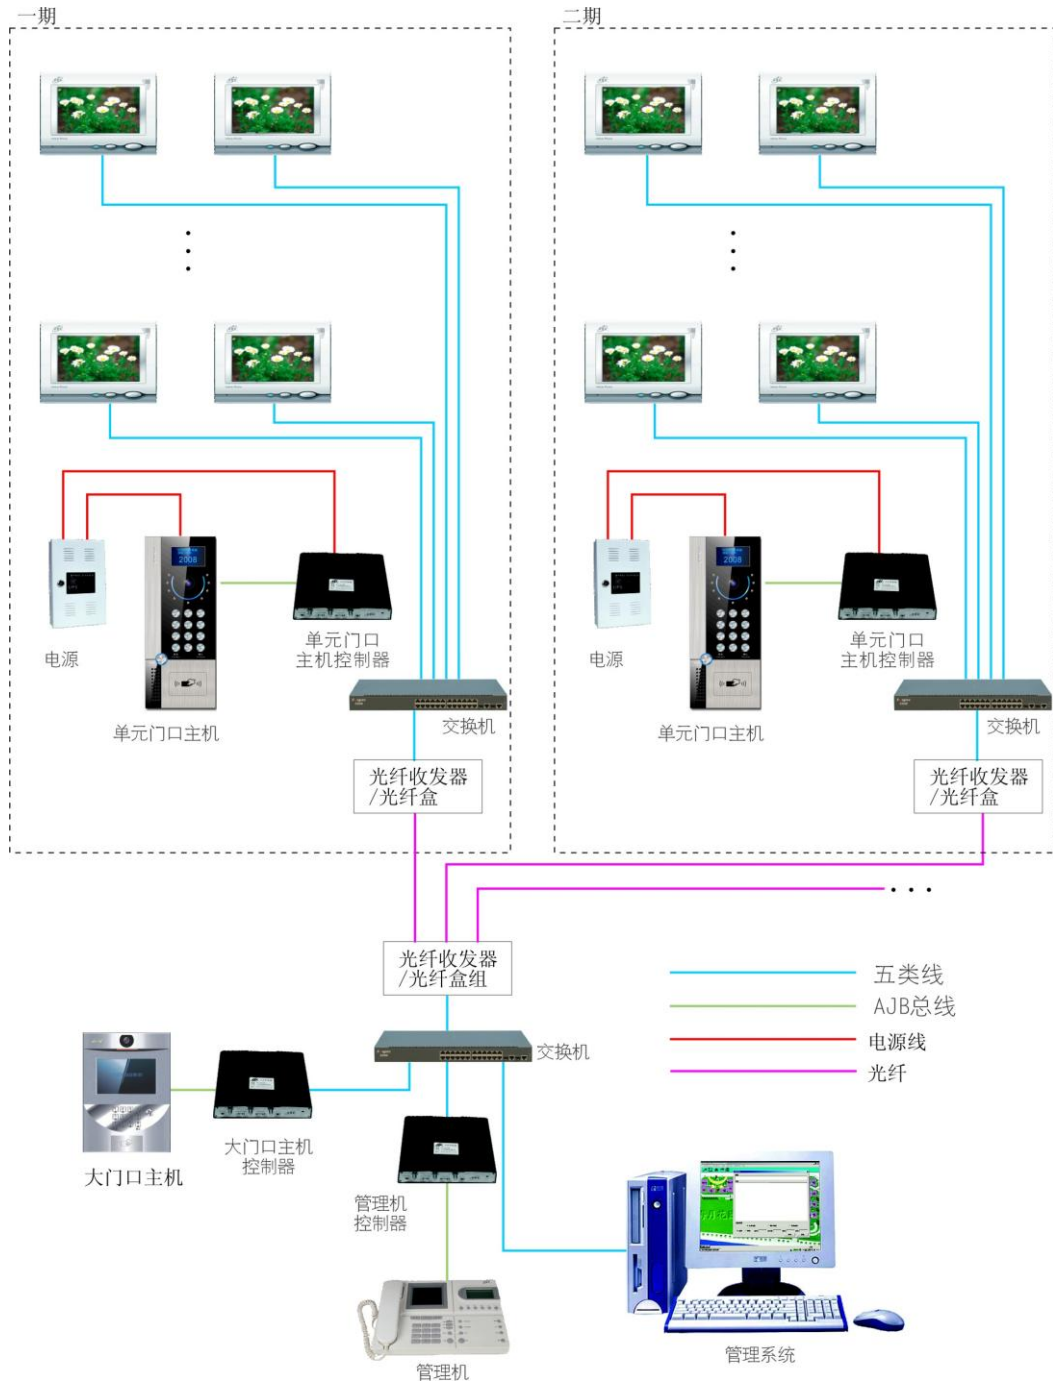 一期
二期
2008
2008
电源
单元门口
主机控制器
单元门口主机
交换机
光纤收发器
/光纤盒
电源
单元门口
主机控制器
单元门口主机
交换机
光纤收发器
/光纤盒
光纤收发器
/光纤盒组
交换机
五类线
AJB总线
电源线
光纤
大门口主机
大门口主机
控制器
管理机
控制器
管理机
管理系统